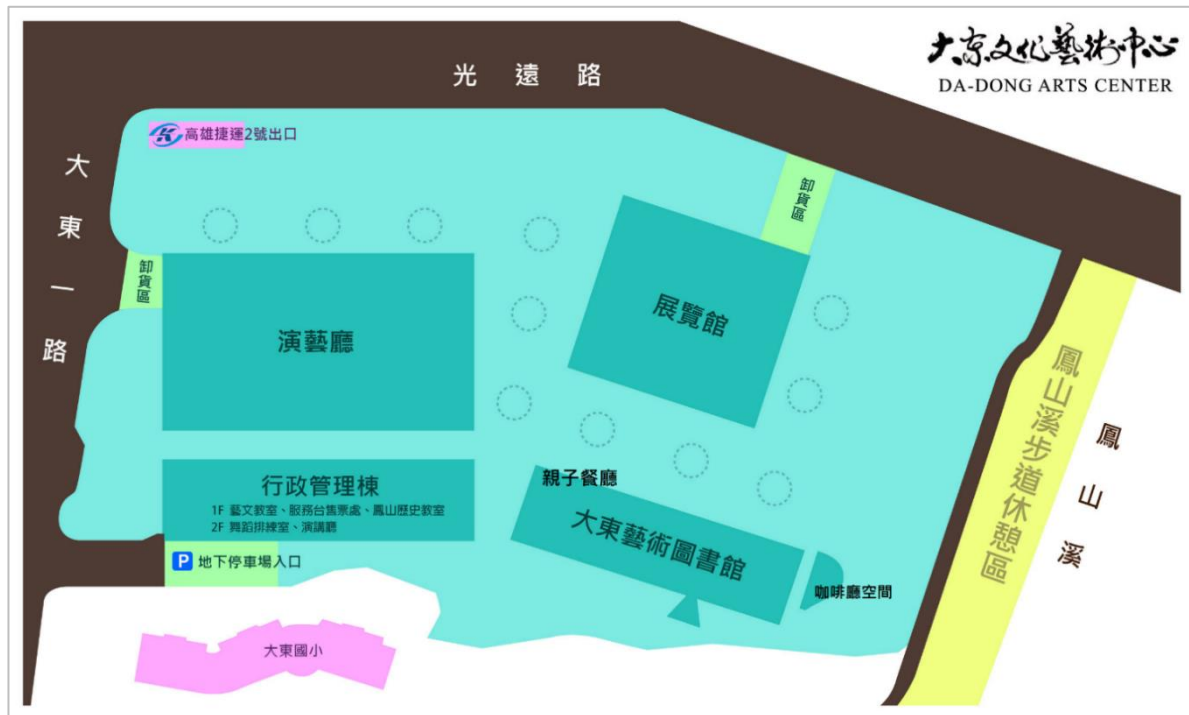 大東文化藝術中心
DA-DONG ARTS CENTER
光遠路
高雄捷運2號出口
大東一路
卸貨區
卸貨區
演藝廳
展覽館
行政管理棟
1F 藝文教室、服務台售票處、鳳山歷史教室
2F 舞蹈排練室、演講廳
親子餐廳
大東藝術圖書館
咖啡廳空間
P 地下停車場入口
大東國小
鳳山溪步道休憩區
鳳山溪